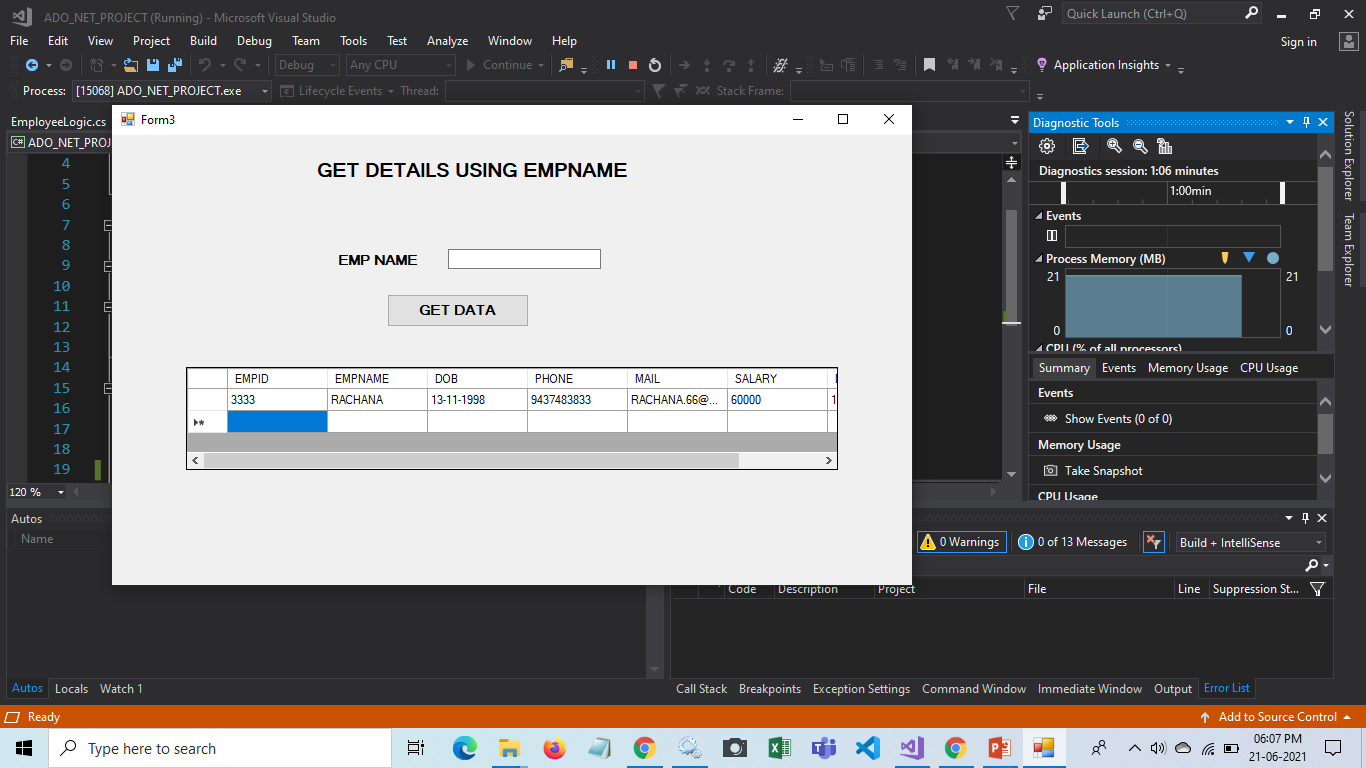 ADO_NET_PROJECT (Running) - Microsoft Visual Studio
Quick Launch (Ctrl+Q)
File Edit View Project Build Debug Team Tools Test Analyze Window Help
Sign in
Debug Any CPU Continue Application Insights
Process: [15068] ADO_NET_PROJECT.exe Lifecycle Events Thread: Stack Frame:
EmployeeLogic.cs
C# ADO_NET_PROJ
4
5
6
7
8
9
10
11
12
13
14
15
16
17
18
19
120 %
Form3
GET DETAILS USING EMPNAME
EMP NAME
GET DATA
EMPID EMPNAME DOB PHONE MAIL SALARY
3333 RACHANA 13-11-1998 9437483833 RACHANA.66@... 60000 1
Diagnostic Tools
Diagnostics session: 1:06 minutes
1:00min
Events
Process Memory (MB)
21 21
0 0
CPU (% of all processors)
Summary Events Memory Usage CPU Usage
Events
Show Events (0 of 0)
Memory Usage
Take Snapshot
CPU Usage
Solution Explorer
Team Explorer
Autos
Name
Autos Locals Watch 1
0 Warnings 0 of 13 Messages Build + IntelliSense
Code Description Project File Line Suppression St...
Call Stack Breakpoints Exception Settings Command Window Immediate Window Output Error List
Ready
Add to Source Control
Type here to search
06:07 PM
21-06-2021